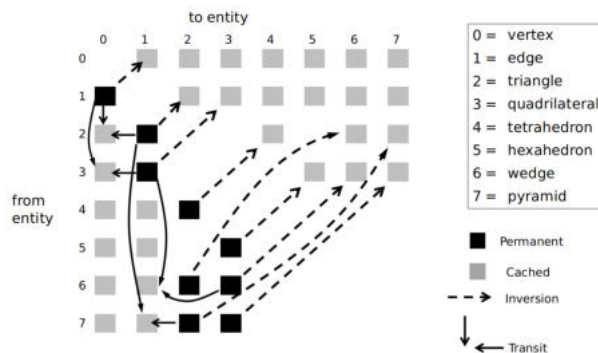 to entity
0 1 2 3 4 5 6 7
0
1
2
3
from
entity
4
5
6
7
0 = vertex
1 = edge
2 = triangle
3 = quadrilateral
4 = tetrahedron
5 = hexahedron
6 = wedge
7 = pyramid
Permanent
Cached
Inversion
Transit